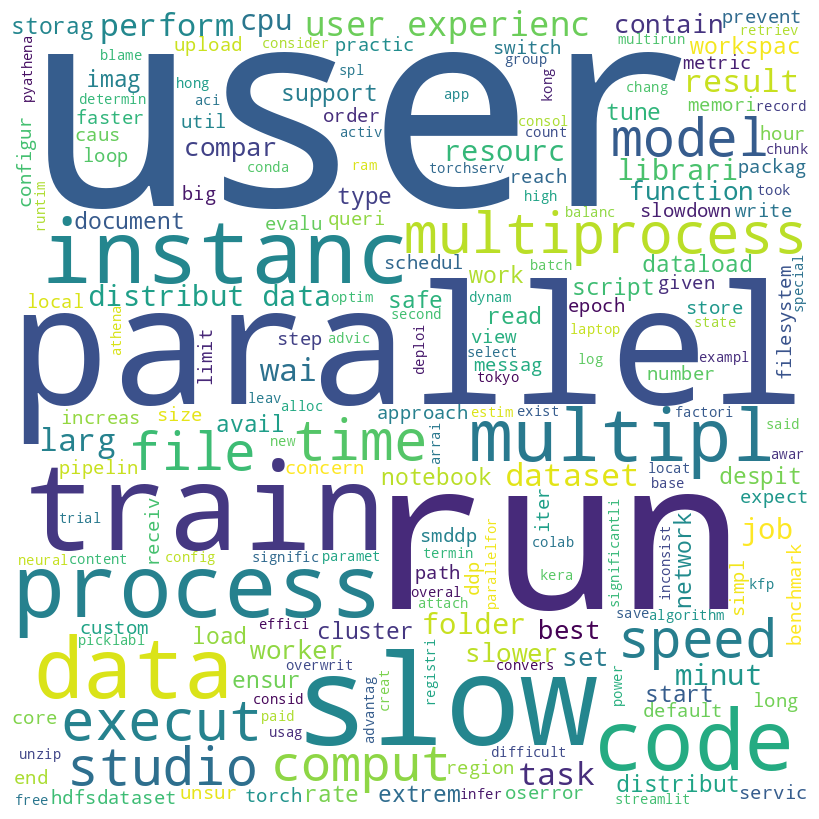 storag perform cpu user experienc contain prevent
retriev
pyathena blame upload consider practic switch multirun workspac
imag hong spl group kong metric result
determin aci support app chang memori record
faster util order consol tune hour
configur caus activ count model chunk
loop compar conda ram torchserv resourc librari packag
runtim big type reach high function took
user
document evalu queri balanc slowdown write
instanc multiprocess
schedul work batch dataload special
local distribut data optim safe second dynam script given store filesystem
athena limit step advic read epoch laptop state
view log
wai deploi select messag tokyo number exampl
parallel
leav alloc
increas size avail approach estim exist factori said
larg file new time arrai multipl awar
pipelin concern notebook dataset locat base despit
expect
train run
trial receiv smddp iter colab significantli inconsist network job
termin
neural content config signific paramet path ddp parallelfor kera simpl benchmark
overal
process attach kfp
picklabl custom effici creat save algorithm
load cluster folder best power
worker overwrit registri slower convers set speed
data ensur advantag minut
core consid start
paid usag slow default long
execut difficult code
unzip studio comput region task
end infer distribut
free hdfsdataset unsur torch rate extrem oserror streamlit servic